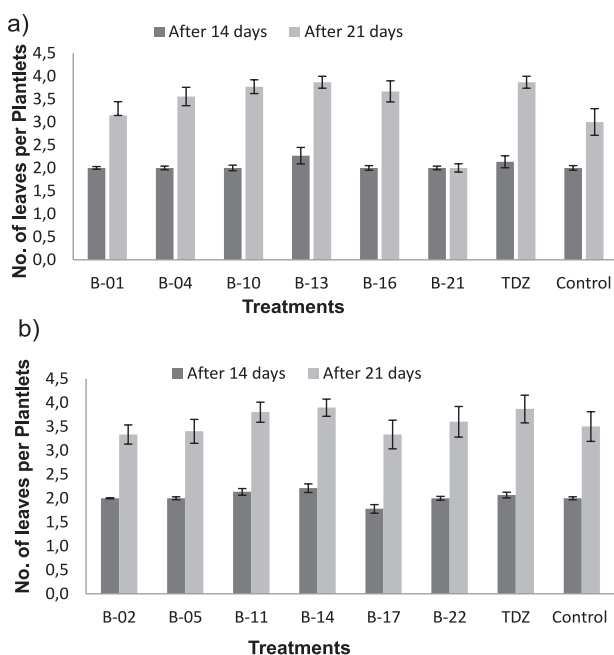 a)
After 14 days After 21 days
No. of leaves per Plantlets
4,5
4,0
3,5
3,0
2,5
2,0
1,5
1,0
0,5
0,0
B-01 B-04 B-10 B-13 B-16 B-21 TDZ Control
Treatments
b)
After 14 days After 21 days
No. of leaves per Plantlets
4,5
4,0
3,5
3,0
2,5
2,0
1,5
1,0
0,5
0,0
B-02 B-05 B-11 B-14 B-17 B-22 TDZ Control
Treatments